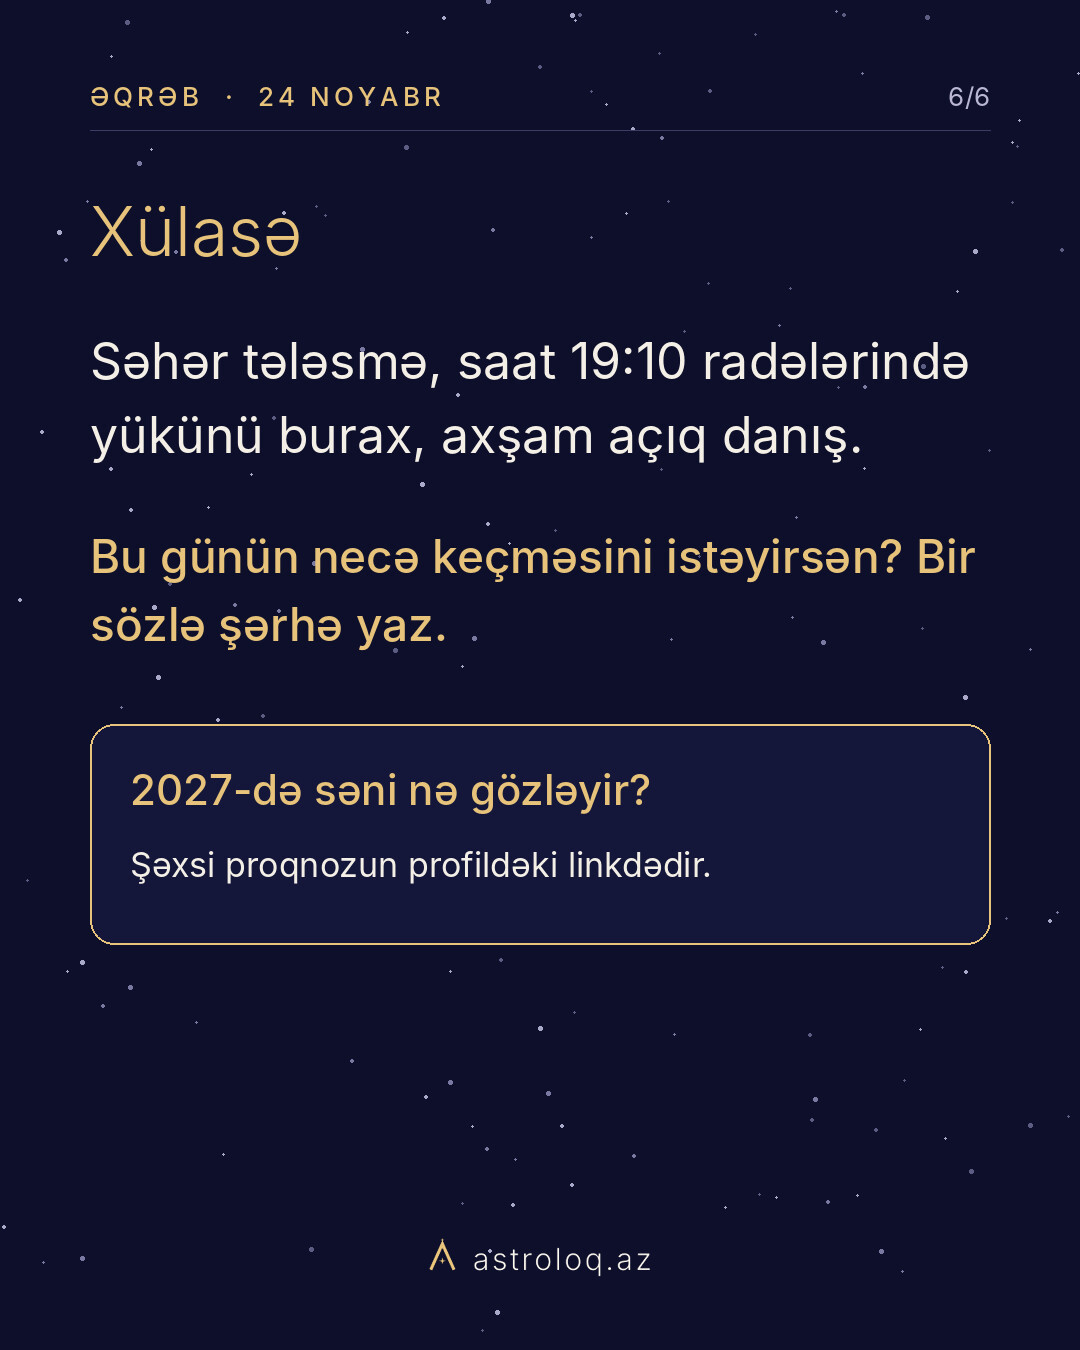 ƏQRƏB · 24 NOYABR
6/6
Xülasə
Səhər tələsmə, saat 19:10 radələrində
yükünü burax, axşam açıq danış.
Bu günün necə keçməsini istəyirsən? Bir
sözlə şərhə yaz.
2027-də səni nə gözləyir?
Şəxsi proqnozun profildəki linkdədir.
astroloq.az